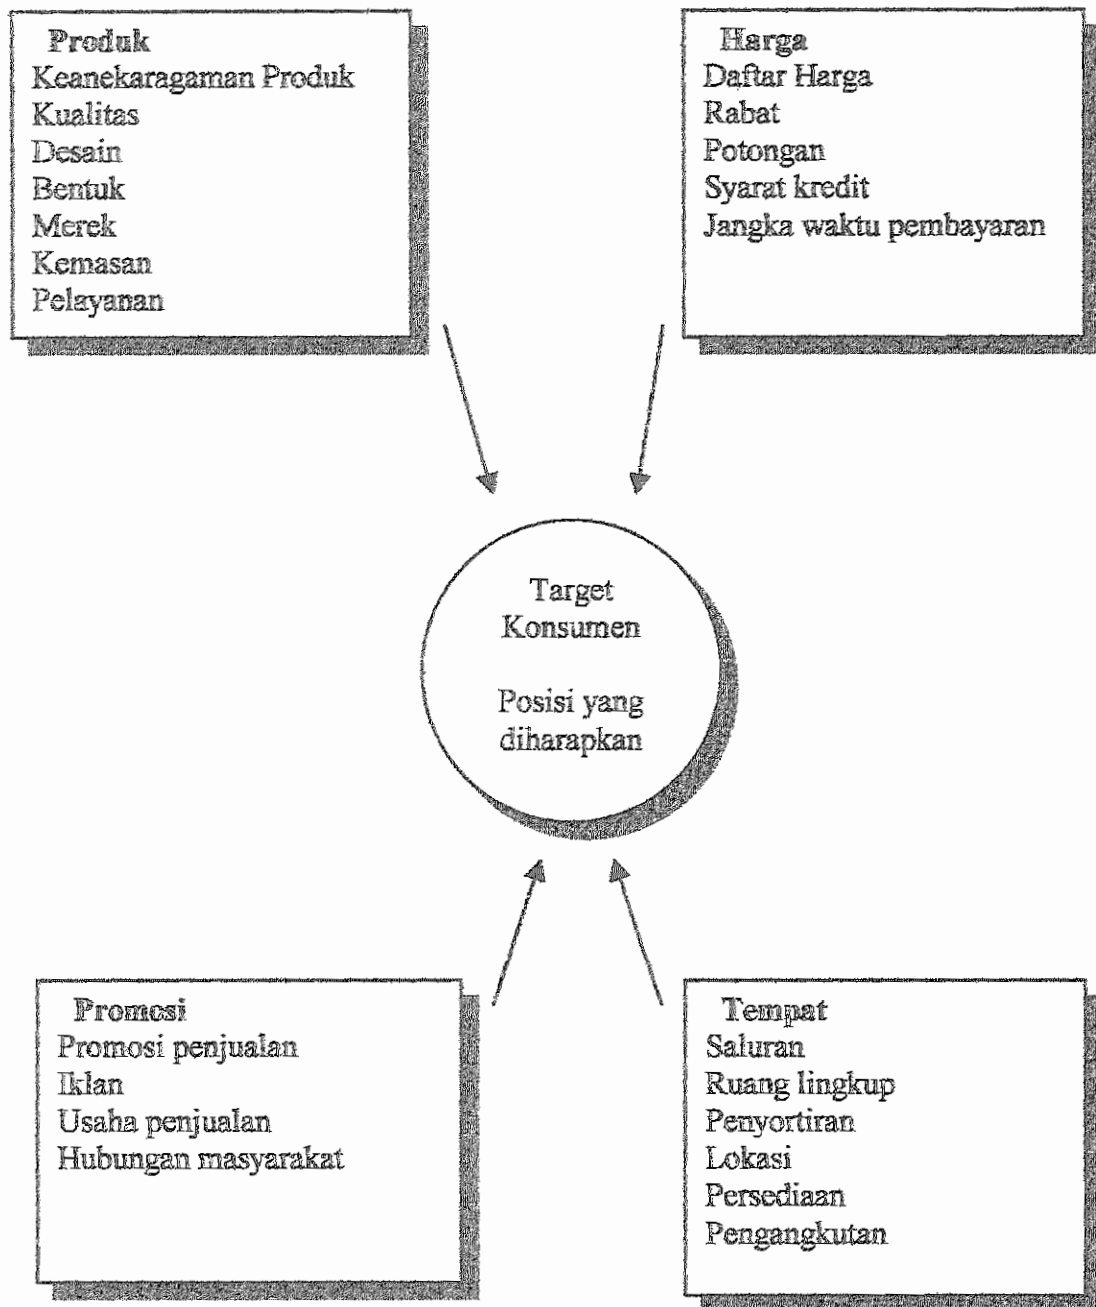 Produk
Keanekaragaman Produk
Kualitas
Desain
Bentuk
Merek
Kemasan
Pelayanan
Harga
Daftar Harga
Rabat
Potongan
Syarat kredit
Jangka waktu pembayaran
Target
Konsumen
Posisi yang
diharapkan
Promosi
Promosi penjualan
Iklan
Usaha penjualan
Hubungan masyarakat
Tempat
Saluran
Ruang lingkup
Penyortiran
Lokasi
Persediaan
Pengangkutan